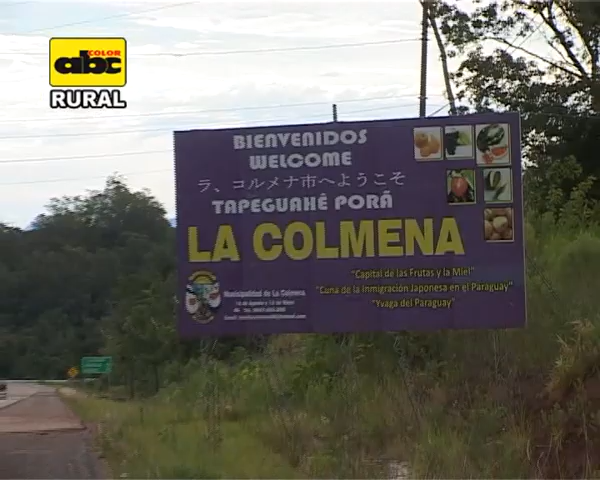 abc COLOR
RURAL
BIENVENIDOS
WELCOME
ラ、コルメナ市へようこそ
TAPEGUAHÊ PORÃ
LA COLMENA
"Capital de las Frutas y la Miel"
"Cuna de la Inmigración Japonesa en el Paraguay"
"Yvaga del Paraguay"
Municipalidad de La Colmena